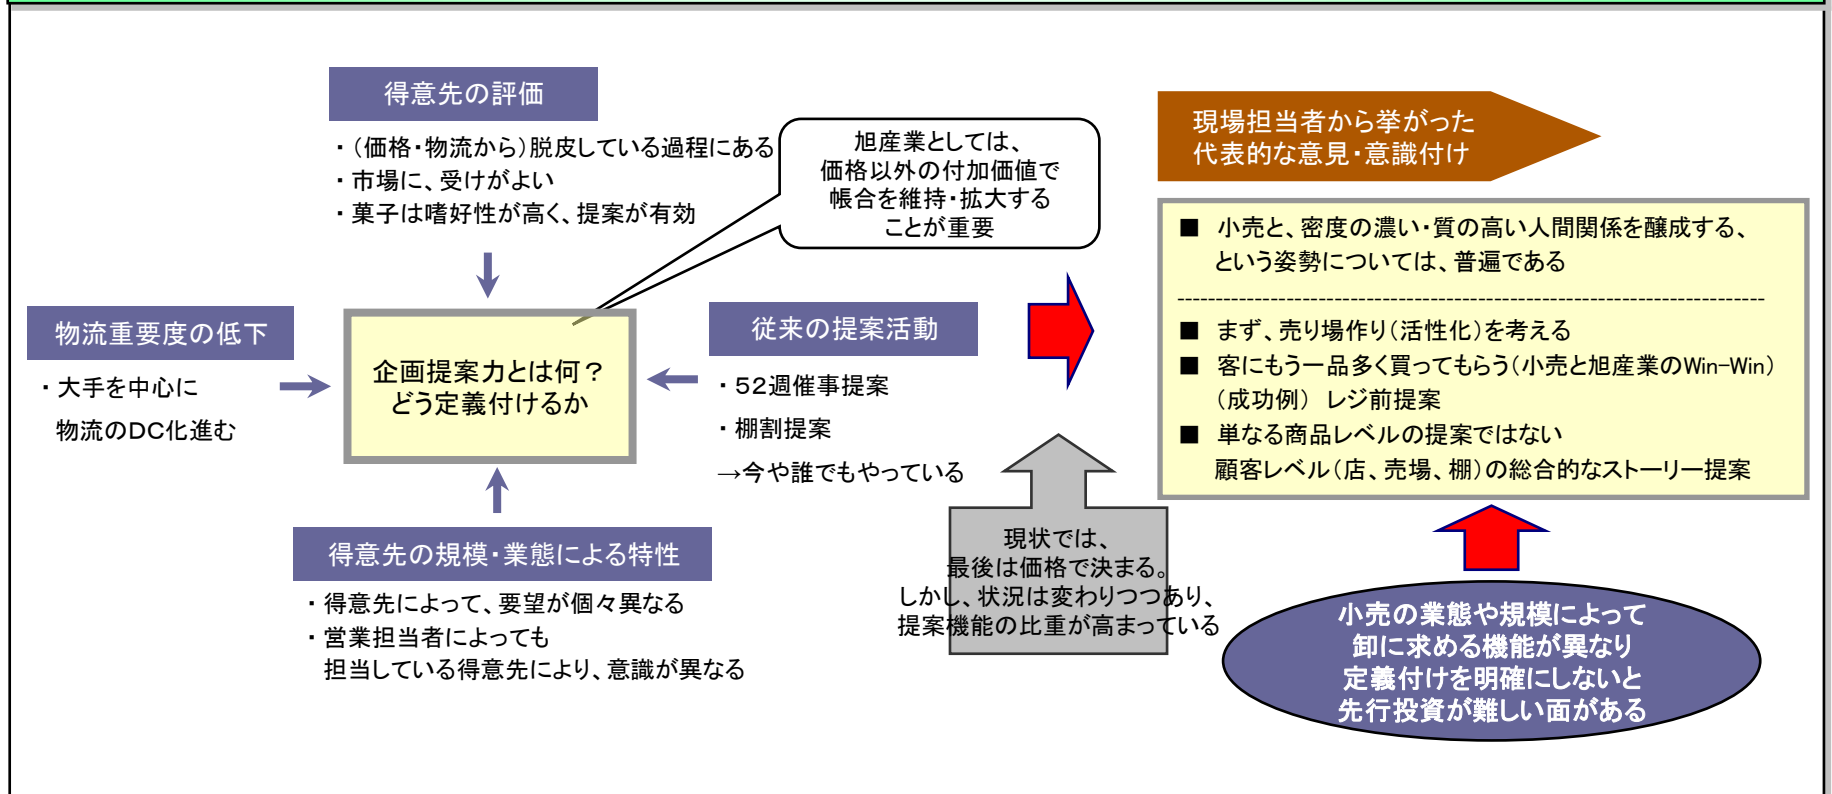 得意先の評価
・（価格・物流から）脱皮している過程にある
・市場に、受けがよい
・菓子は嗜好性が高く、提案が有効
旭産業としては、
価格以外の付加価値で
帳合を維持・拡大する
ことが重要
物流重要度の低下
・大手を中心に
物流のDC化進む
企画提案力とは何？
どう定義付けるか
従来の提案活動
・52週催事提案
・棚割提案
→今や誰でもやっている
得意先の規模・業態による特性
・得意先によって、要望が個々異なる
・営業担当者によっても
担当している得意先により、意識が異なる
現状では、
最後は価格で決まる。
しかし、状況は変わりつつあり、
提案機能の比重が高まっている
現場担当者から挙がった
代表的な意見・意識付け
■ 小売と、密度の濃い・質の高い人間関係を醸成する、
という姿勢については、普遍である
■ まず、売り場作り（活性化）を考える
■ 客にもう一品多く買ってもらう（小売と旭産業のWin-Win）
（成功例） レジ前提案
■ 単なる商品レベルの提案ではない
顧客レベル（店、売場、棚）の総合的なストーリー提案
小売の業態や規模によって
卸に求める機能が異なり
定義付けを明確にしないと
先行投資が難しい面がある